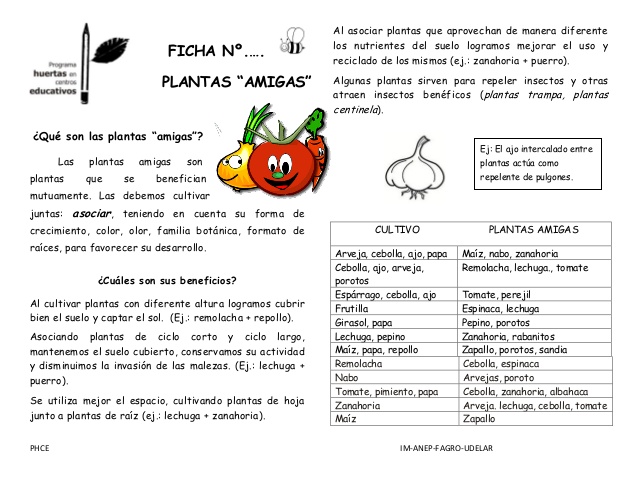 Programa
huertas en
centros
educativos
FICHA Nº.….
PLANTAS “AMIGAS”
¿Qué son las plantas “amigas”?
Las plantas amigas son
plantas que se benefician
mutuamente. Las debemos cultivar
juntas: asociar, teniendo en cuenta su forma de
crecimiento, color, olor, familia botánica, formato de
raíces, para favorecer su desarrollo.
¿Cuáles son sus beneficios?
Al cultivar plantas con diferente altura logramos cubrir
bien el suelo y captar el sol. (Ej.: remolacha + repollo).
Asociando plantas de ciclo corto y ciclo largo,
mantenemos el suelo cubierto, conservamos su actividad
y disminuimos la invasión de las malezas. (Ej.: lechuga +
puerro).
Se utiliza mejor el espacio, cultivando plantas de hoja
junto a plantas de raíz (ej.: lechuga + zanahoria).
Al asociar plantas que aprovechan de manera diferente
los nutrientes del suelo logramos mejorar el uso y
reciclado de los mismos (ej.: zanahoria + puerro).
Algunas plantas sirven para repeler insectos y otras
atraen insectos benéficos (plantas trampa, plantas
centinela).
Ej: El ajo intercalado entre
plantas actúa como
repelente de pulgones.
CULTIVO PLANTAS AMIGAS
Arveja, cebolla, ajo, papa Maíz, nabo, zanahoria
Cebolla, ajo, arveja, Remolacha, lechuga., tomate
porotos
Espárrago, cebolla, ajo Tomate, perejil
Frutilla Espinaca, lechuga
Girasol, papa Pepino, porotos
Lechuga, pepino Zanahoria, rabanitos
Maíz, papa, repollo Zapallo, porotos, sandia
Remolacha Cebolla, espinaca
Nabo Arvejas, poroto
Tomate, pimiento, papa Cebolla, zanahoria, albahaca
Zanahoria Arveja. lechuga, cebolla, tomate
Maíz Zapallo
PHCE IM-ANEP-FAGRO-UDELAR